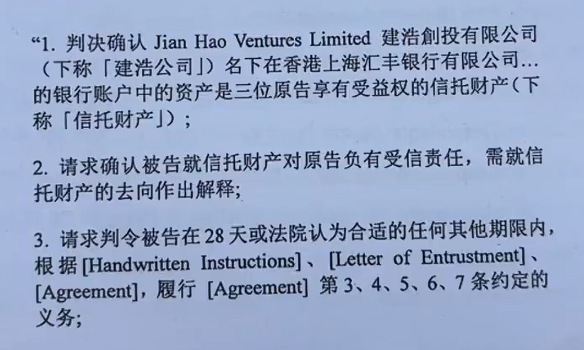 “1. 判决确认 Jian Hao Ventures Limited 建浩創投有限公司
（下称「建浩公司」）名下在香港上海汇丰银行有限公司…
的银行账户中的资产是三位原告享有受益权的信托财产（下
称「信托财产」）；
2. 请求确认被告就信托财产对原告负有受信责任，需就信
托财产的去向作出解释;
3. 请求判令被告在 28 天或法院认为合适的任何其他期限内，
根据 [Handwritten Instructions]、[Letter of Entrustment]、
[Agreement]，履行 [Agreement] 第 3、4、5、6、7 条约定的
义务;